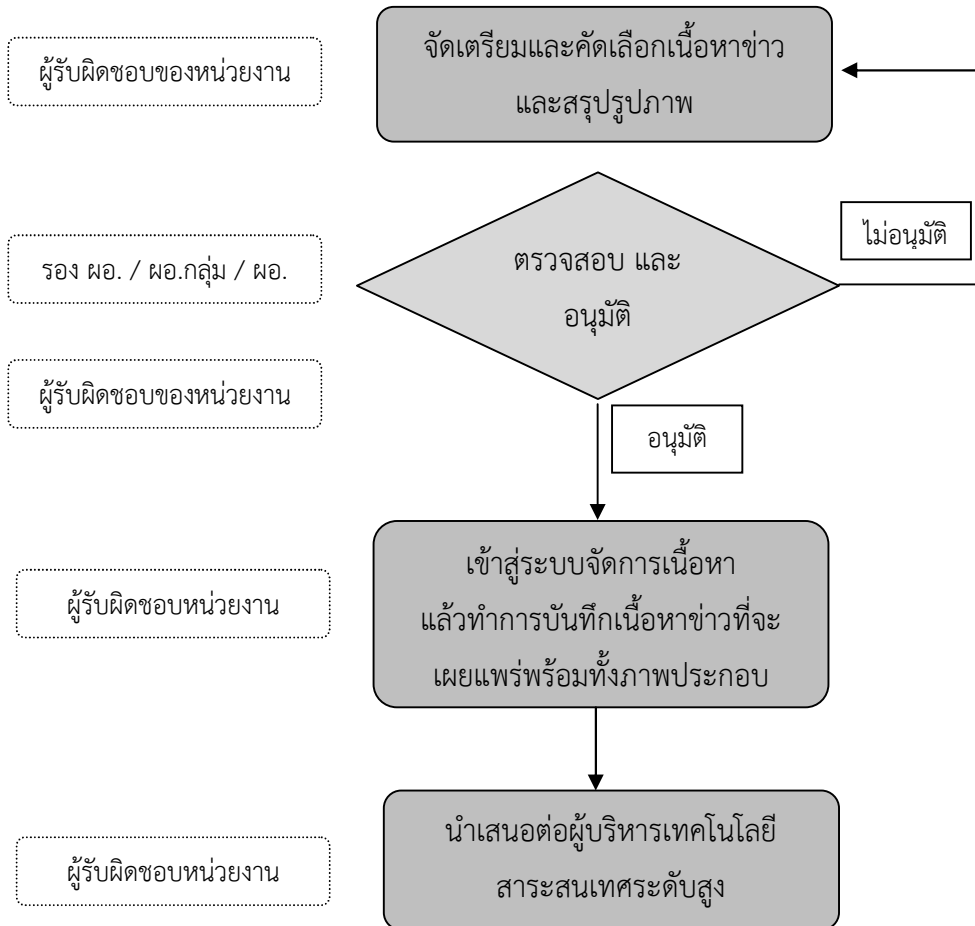 จัดเตรียมและคัดเลือกเนื้อหาข่าว
และสรุปรูปภาพ
ผู้รับผิดชอบของหน่วยงาน
ไม่อนุมัติ
รอง ผอ. / ผอ.กลุ่ม / ผอ.
ตรวจสอบ และ
อนุมัติ
ผู้รับผิดชอบของหน่วยงาน
อนุมัติ
เข้าสู่ระบบจัดการเนื้อหา
แล้วทำการบันทึกเนื้อหาข่าวที่จะ
เผยแพร่พร้อมทั้งภาพประกอบ
ผู้รับผิดชอบหน่วยงาน
นำเสนอต่อผู้บริหารเทคโนโลยี
สาระสนเทศระดับสูง
ผู้รับผิดชอบหน่วยงาน